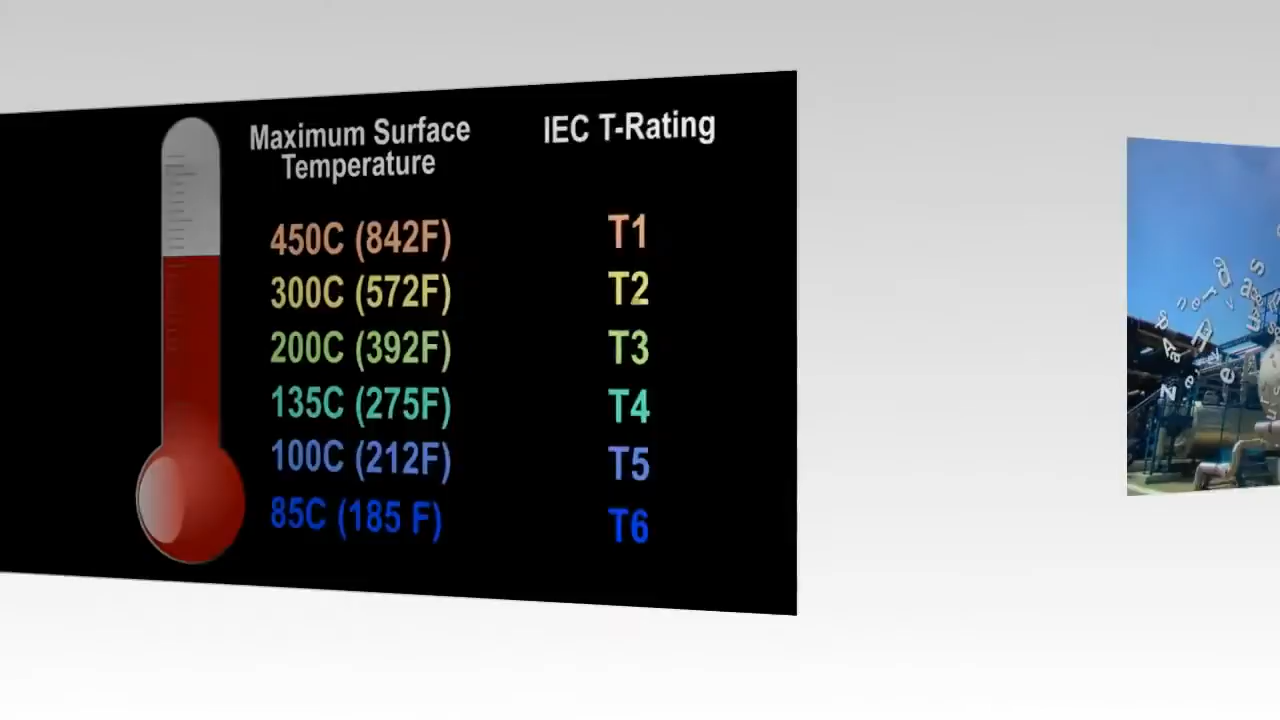 Maximum Surface
Temperature
IEC T-Rating
450C (842F)
T1
300C (572F)
T2
200C (392F)
T3
135C (275F)
T4
100C (212F)
T5
85C (185 F)
T6